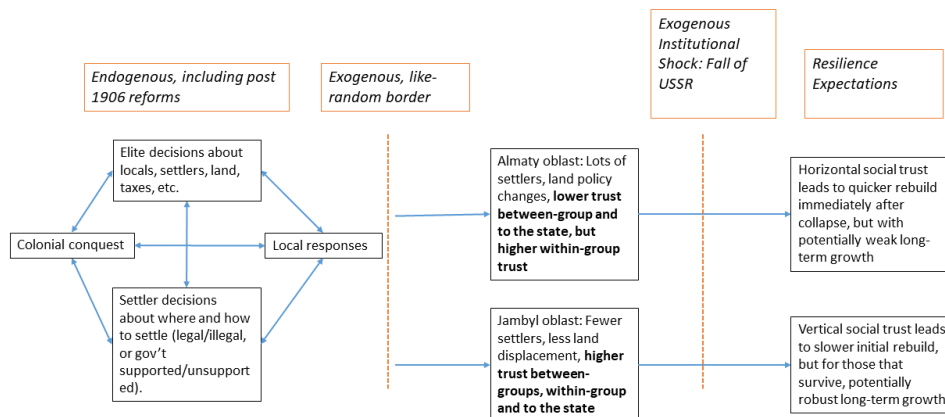 Endogenous, including post
1906 reforms
Exogenous, like-
random border
Exogenous
Institutional
Shock: Fall of
USSR
Resilience
Expectations
Elite decisions about
locals, settlers, land,
taxes, etc.
Colonial conquest
Local responses
Settler decisions
about where and how
to settle (legal/illegal,
or gov't
supported/unsupport
ed).
Almaty oblast: Lots of
settlers, land policy
changes, lower trust
between-group and
to the state, but
higher within-group
trust
Jambyl oblast: Fewer
settlers, less land
displacement, higher
trust between-
groups, within-group
and to the state
Horizontal social trust
leads to quicker rebuild
immediately after
collapse, but with
potentially weak long-
term growth
Vertical social trust leads
to slower initial rebuild,
but for those that
survive, potentially
robust long-term growth